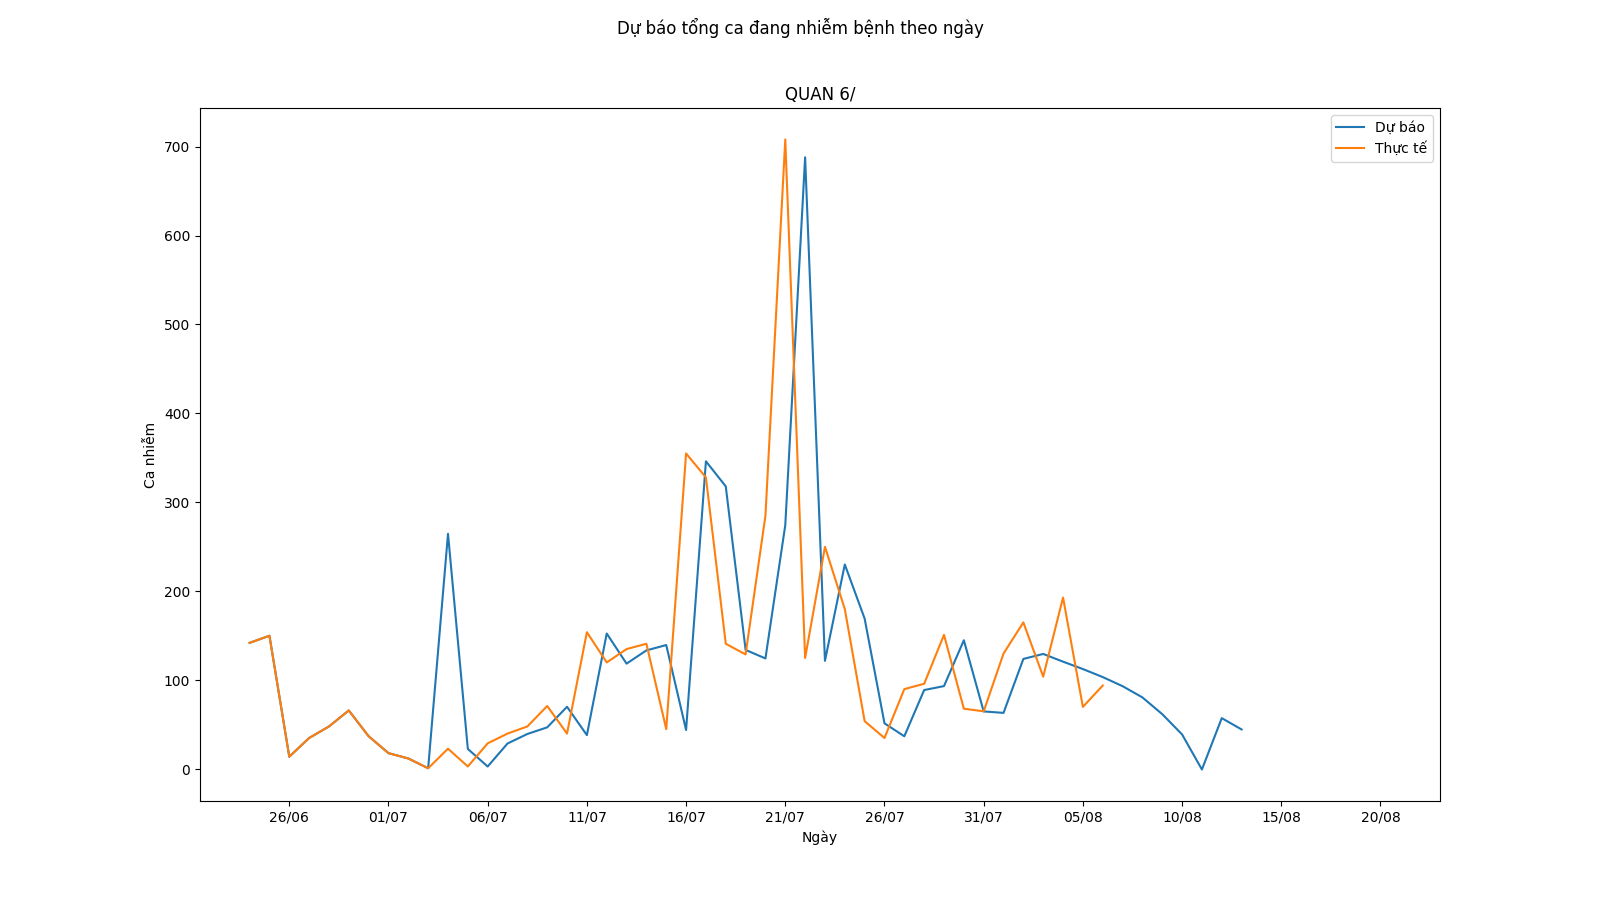 Dự báo tổng ca đang nhiễm bệnh theo ngày
QUAN 6/
Dự báo
Thực tế
700
600
500
400
300
200
100
0
Ca nhiễm
26/06 01/07 06/07 11/07 16/07 21/07 26/07 31/07 05/08 10/08 15/08 20/08
Ngày